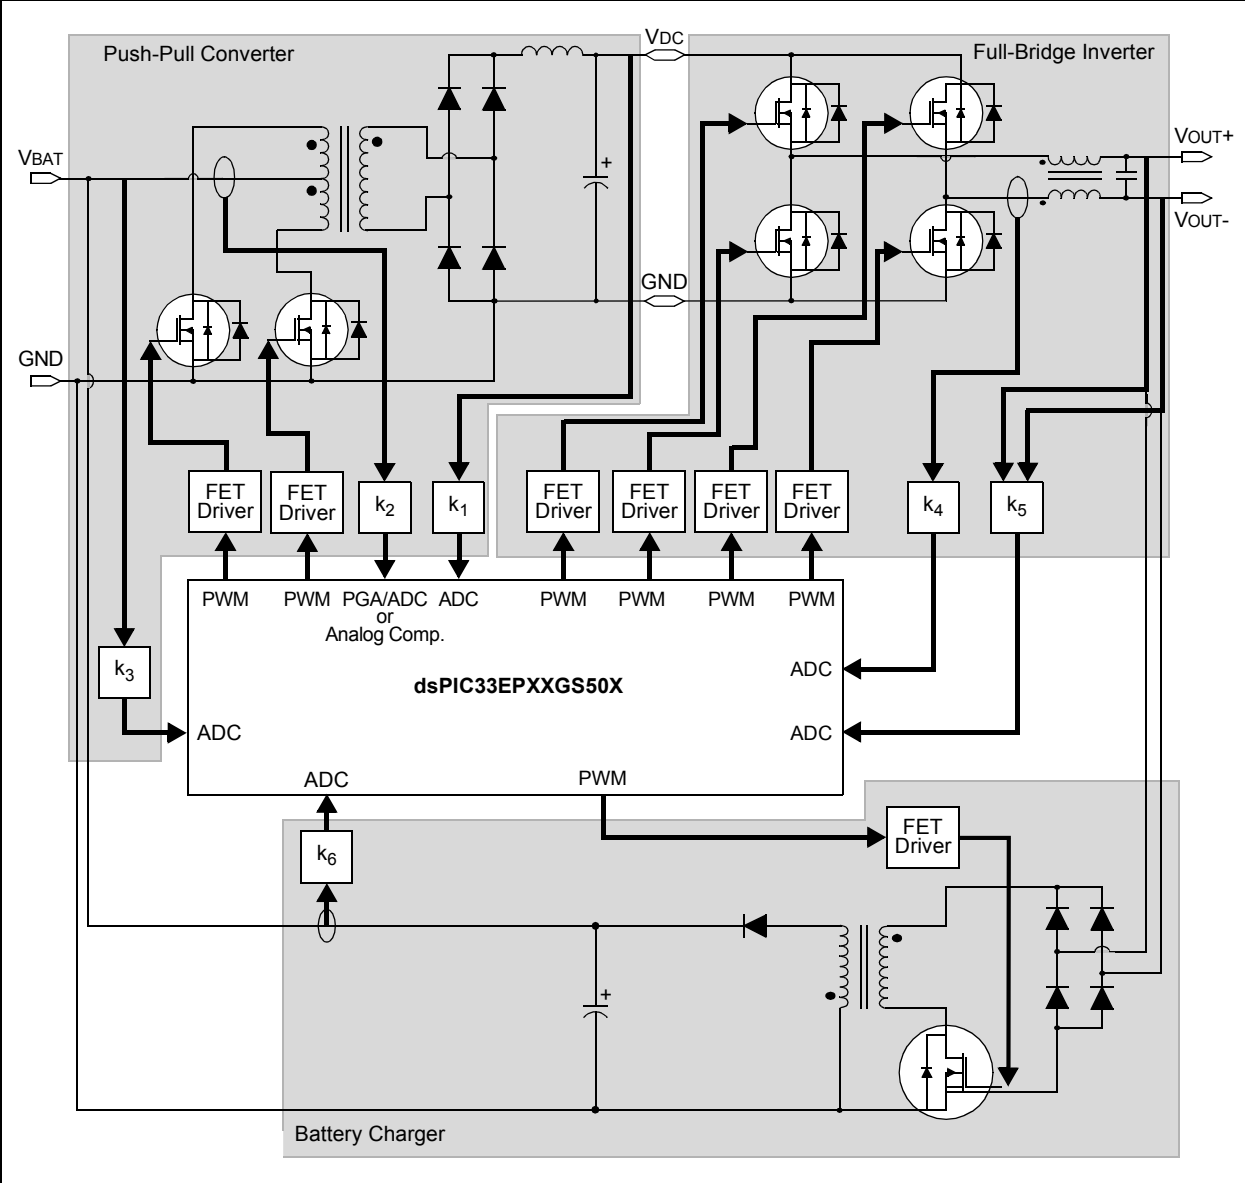 Push-Pull Converter
VDC
Full-Bridge Inverter
VBAT
VOUT+
VOUT-
GND
GND
+
FET
Driver
FET
Driver
k2
k1
FET
Driver
FET
Driver
FET
Driver
FET
Driver
k4
k5
PWM
PWM
PGA/ADC
or
Analog Comp.
ADC
PWM
PWM
PWM
PWM
k3
ADC
dsPIC33EPXXGS50X
ADC
ADC
ADC
PWM
k6
FET
Driver
+
Battery Charger